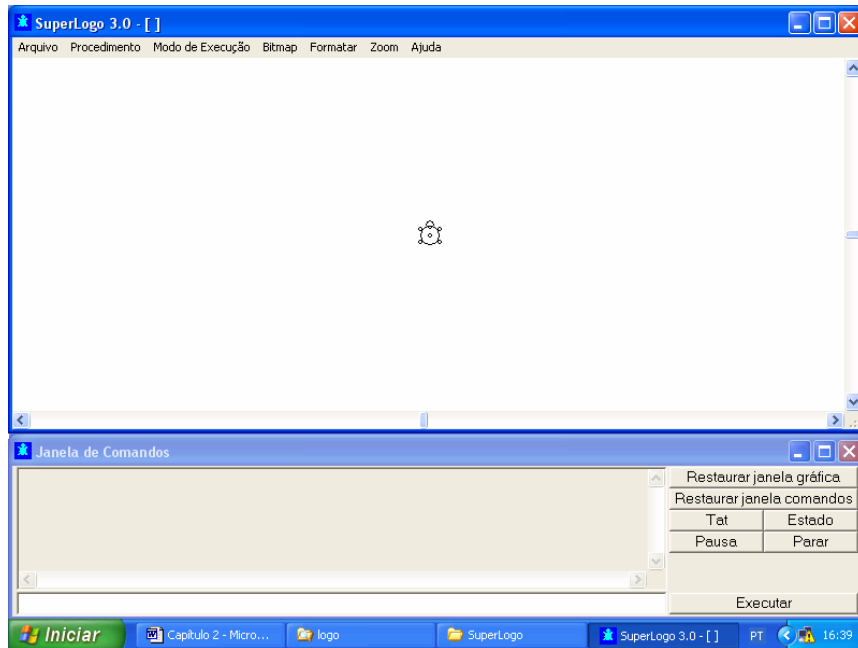 SuperLogo 3.0 - [ ]
Arquivo Procedimento Modo de Execução Bitmap Formatar Zoom Ajuda
Janela de Comandos
Restaurar janela gráfica
Restaurar janela comandos
Tat Estado
Pausa Parar
Executar
Iniciar Capítulo 2 - Micro... logo SuperLogo SuperLogo 3.0 - [ ] PT 16:39